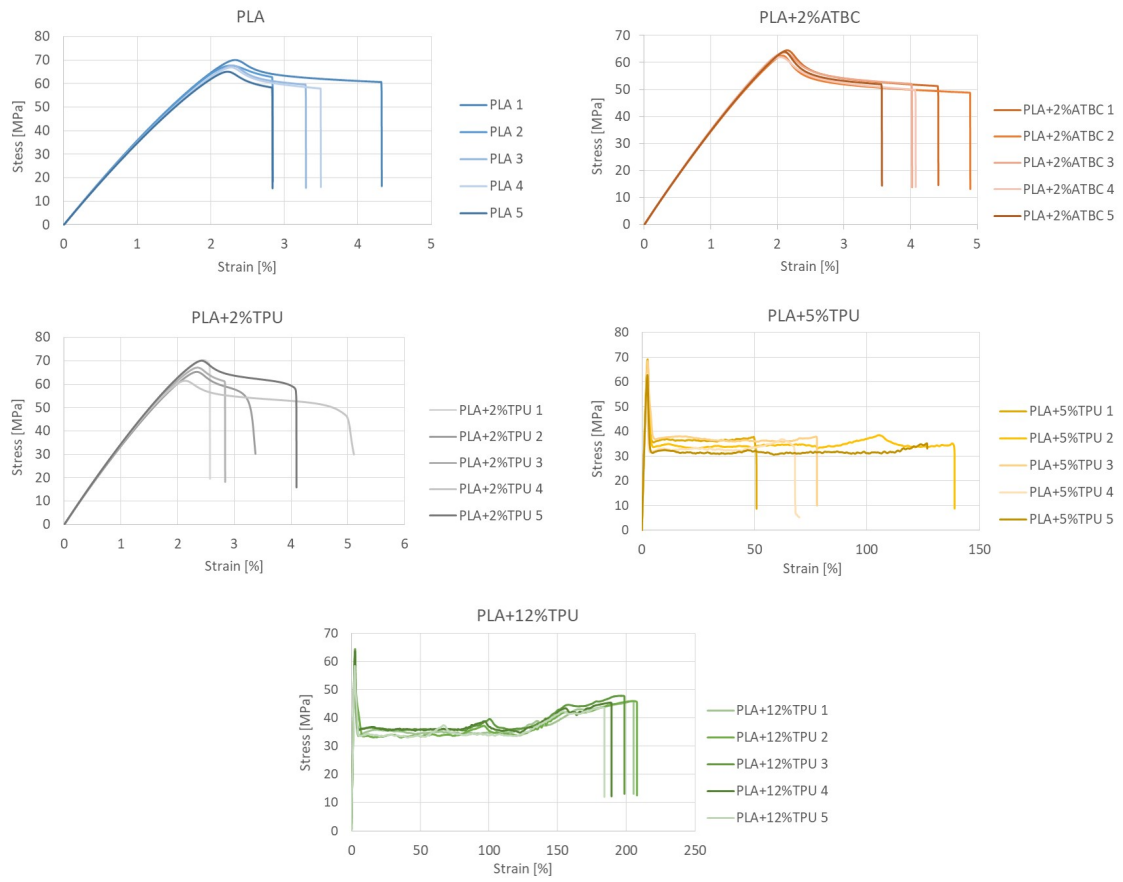 PLA
80
70
60
50
40
30
20
10
0
Stess [MPa]
0 1 2 3 4 5
Strain [%]
PLA 1
PLA 2
PLA 3
PLA 4
PLA 5
PLA+2%ATBC
70
60
50
40
30
20
10
0
Stress [MPa]
0 1 2 3 4 5
Strain [%]
PLA+2%ATBC 1
PLA+2%ATBC 2
PLA+2%ATBC 3
PLA+2%ATBC 4
PLA+2%ATBC 5
PLA+2%TPU
80
70
60
50
40
30
20
10
0
Stress [MPa]
0 1 2 3 4 5 6
Strain [%]
PLA+2%TPU 1
PLA+2%TPU 2
PLA+2%TPU 3
PLA+2%TPU 4
PLA+2%TPU 5
PLA+5%TPU
80
70
60
50
40
30
20
10
0
Stress [MPa]
0 50 100 150
Strain [%]
PLA+5%TPU 1
PLA+5%TPU 2
PLA+5%TPU 3
PLA+5%TPU 4
PLA+5%TPU 5
PLA+12%TPU
70
60
50
40
30
20
10
0
Stress [MPa]
0 50 100 150 200 250
Strain [%]
PLA+12%TPU 1
PLA+12%TPU 2
PLA+12%TPU 3
PLA+12%TPU 4
PLA+12%TPU 5